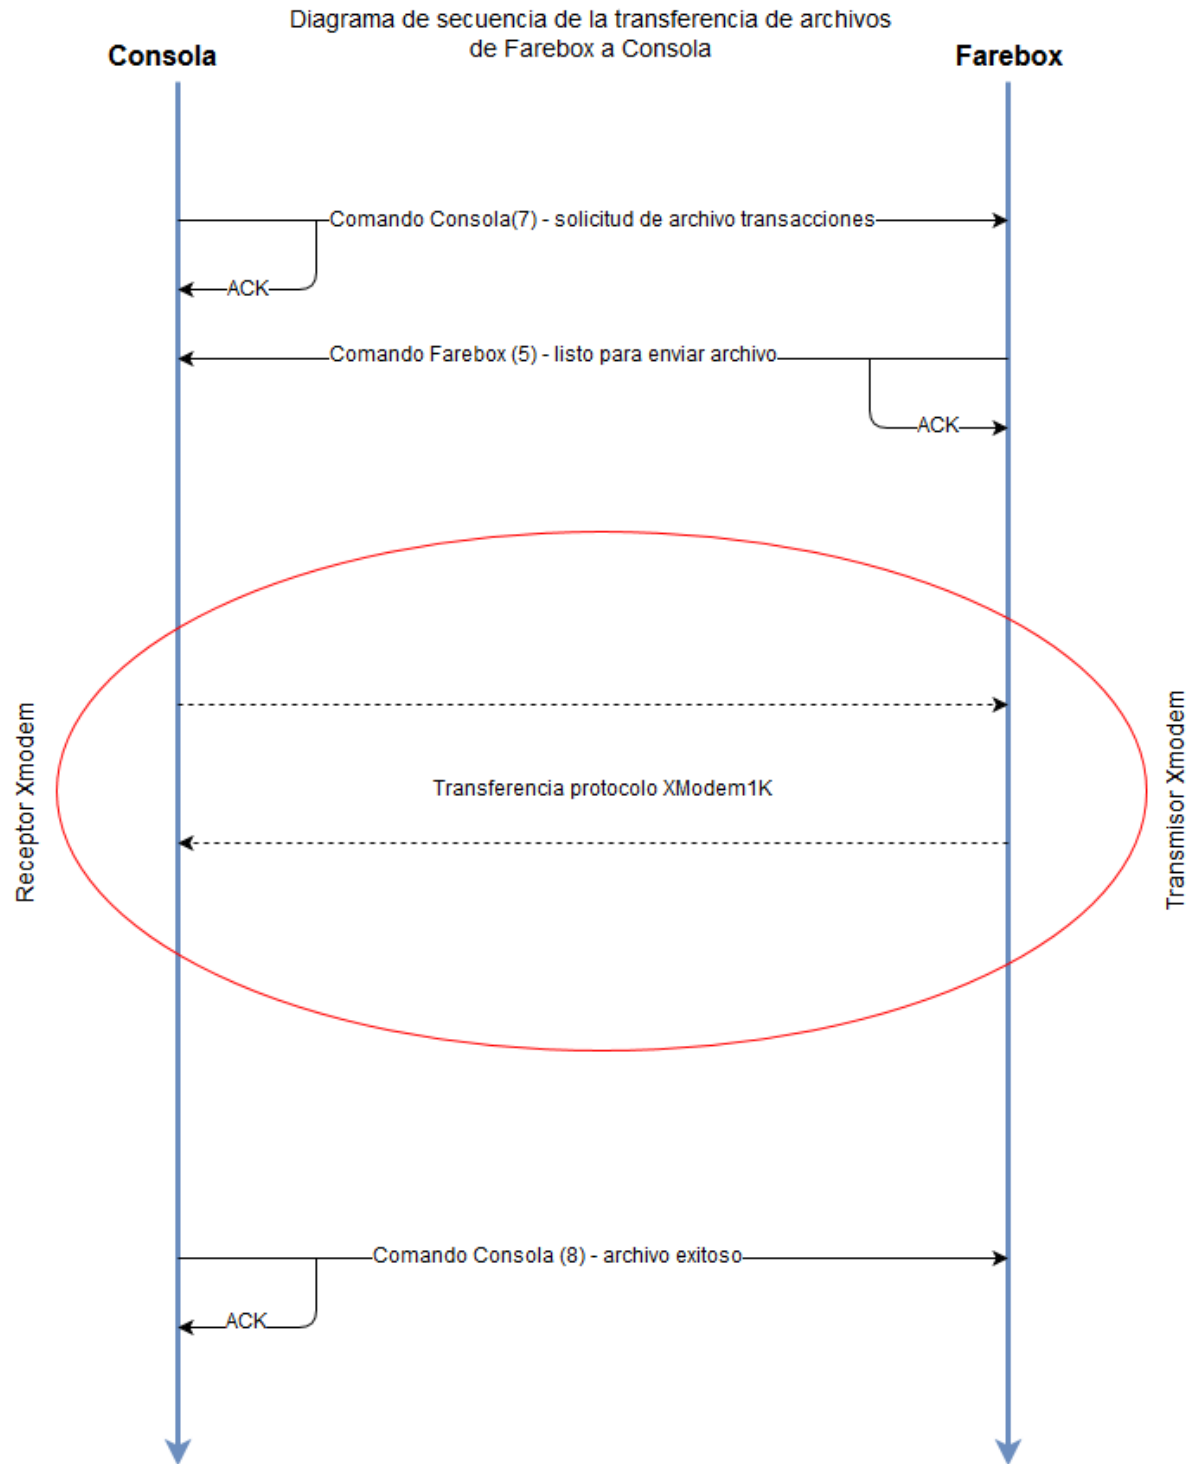 Diagrama de secuencia de la transferencia de archivos
de Farebox a Consola
Consola
Farebox
Comando Consola(7) - solicitud de archivo transacciones
ACK
Comando Farebox (5) - listo para enviar archivo
ACK
Receptor Xmodem
Transferencia protocolo XModem1K
Transmisor Xmodem
Comando Consola (8) - archivo exitoso
ACK